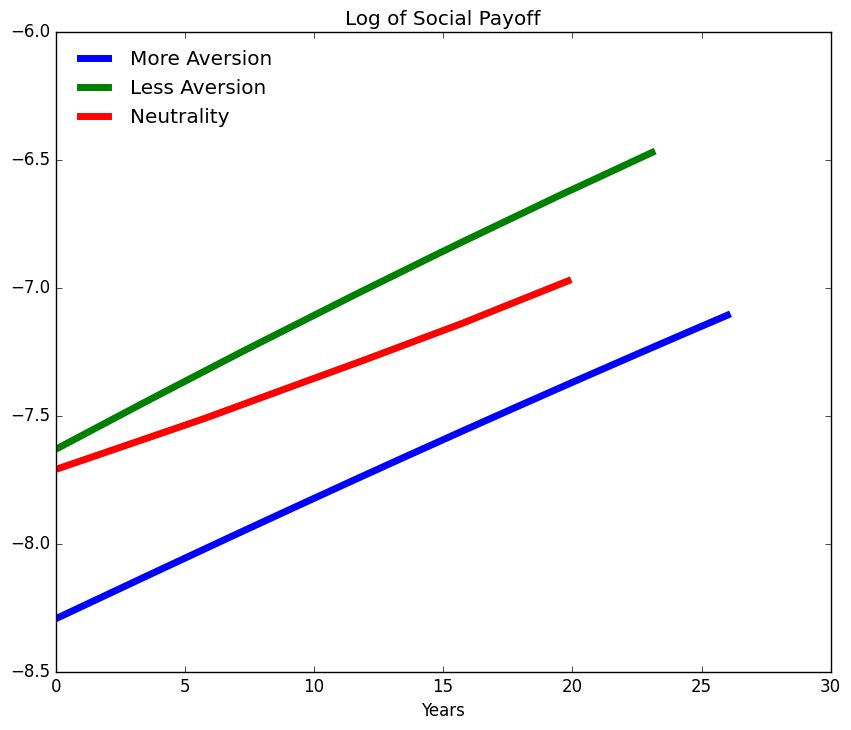 Log of Social Payoff
−6.0
More Aversion
Less Aversion
Neutrality
−6.5
−7.0
−7.5
−8.0
−8.5
0 5 10 15 20 25 30
Years